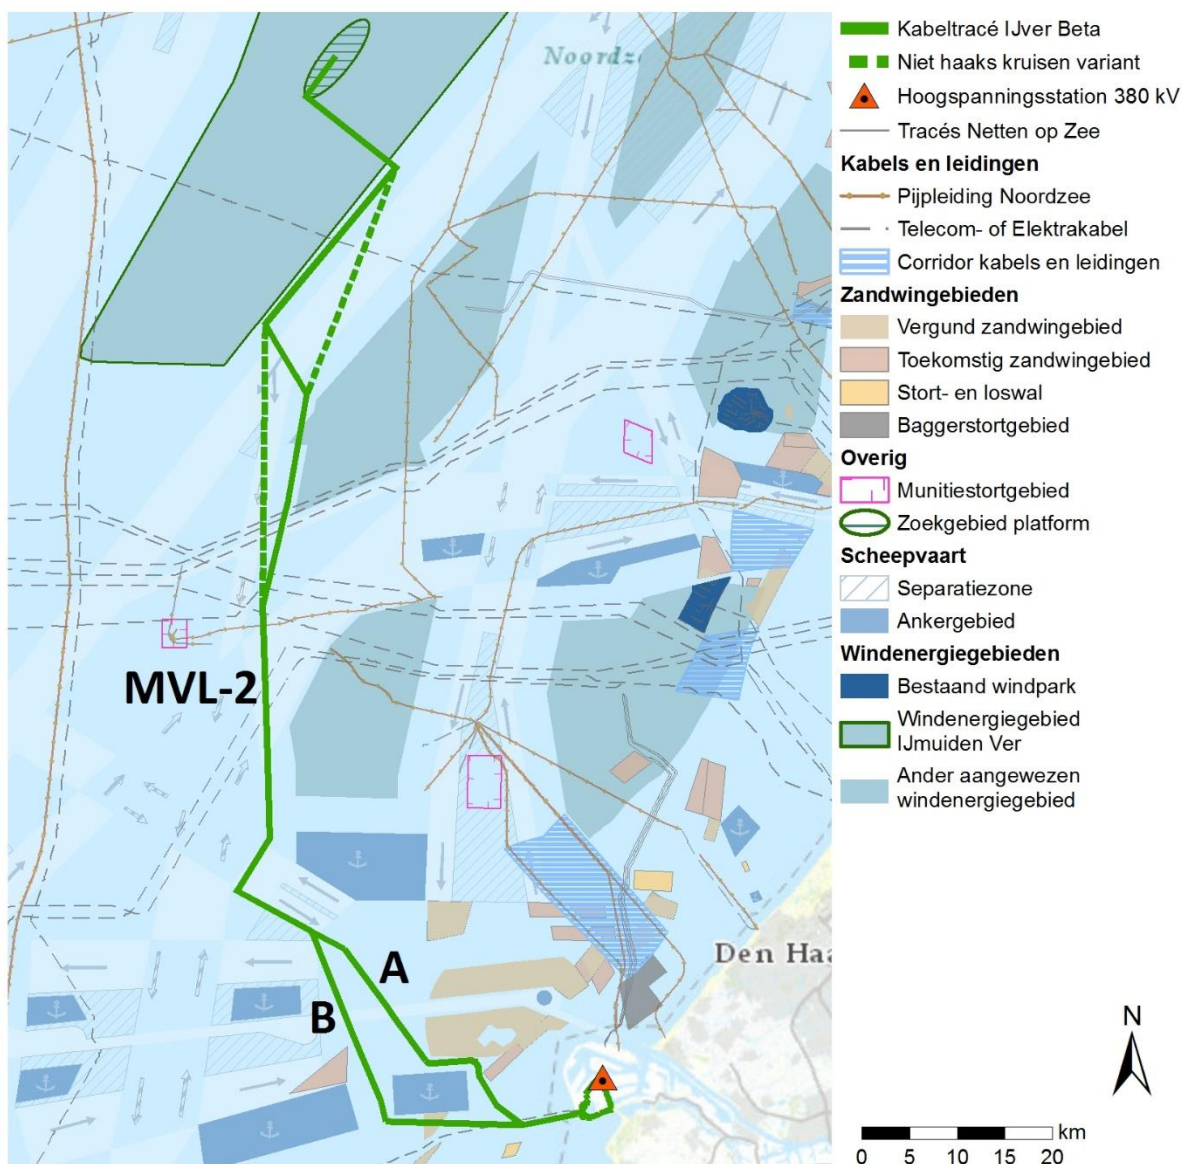 Noordz
MVL-2
A
B
Den Haa
Kabeltracé IJver Beta
Niet haaks kruisen variant
Hoogspanningsstation 380 kV
Tracés Netten op Zee
Kabels en leidingen
Pijpleiding Noordzee
Telecom- of Elektrakabel
Corridor kabels en leidingen
Zandwingebieden
Vergund zandwingebied
Toekomstig zandwingebied
Stort- en loswal
Baggerstortgebied
Overig
Munitiestortgebied
Zoekgebied platform
Scheepvaart
Separatiezone
Ankergebied
Windenergiegebieden
Bestaand windpark
Windenergiegebied
IJmuiden Ver
Ander aangewezen
windenergiegebied
N
km
0 5 10 15 20